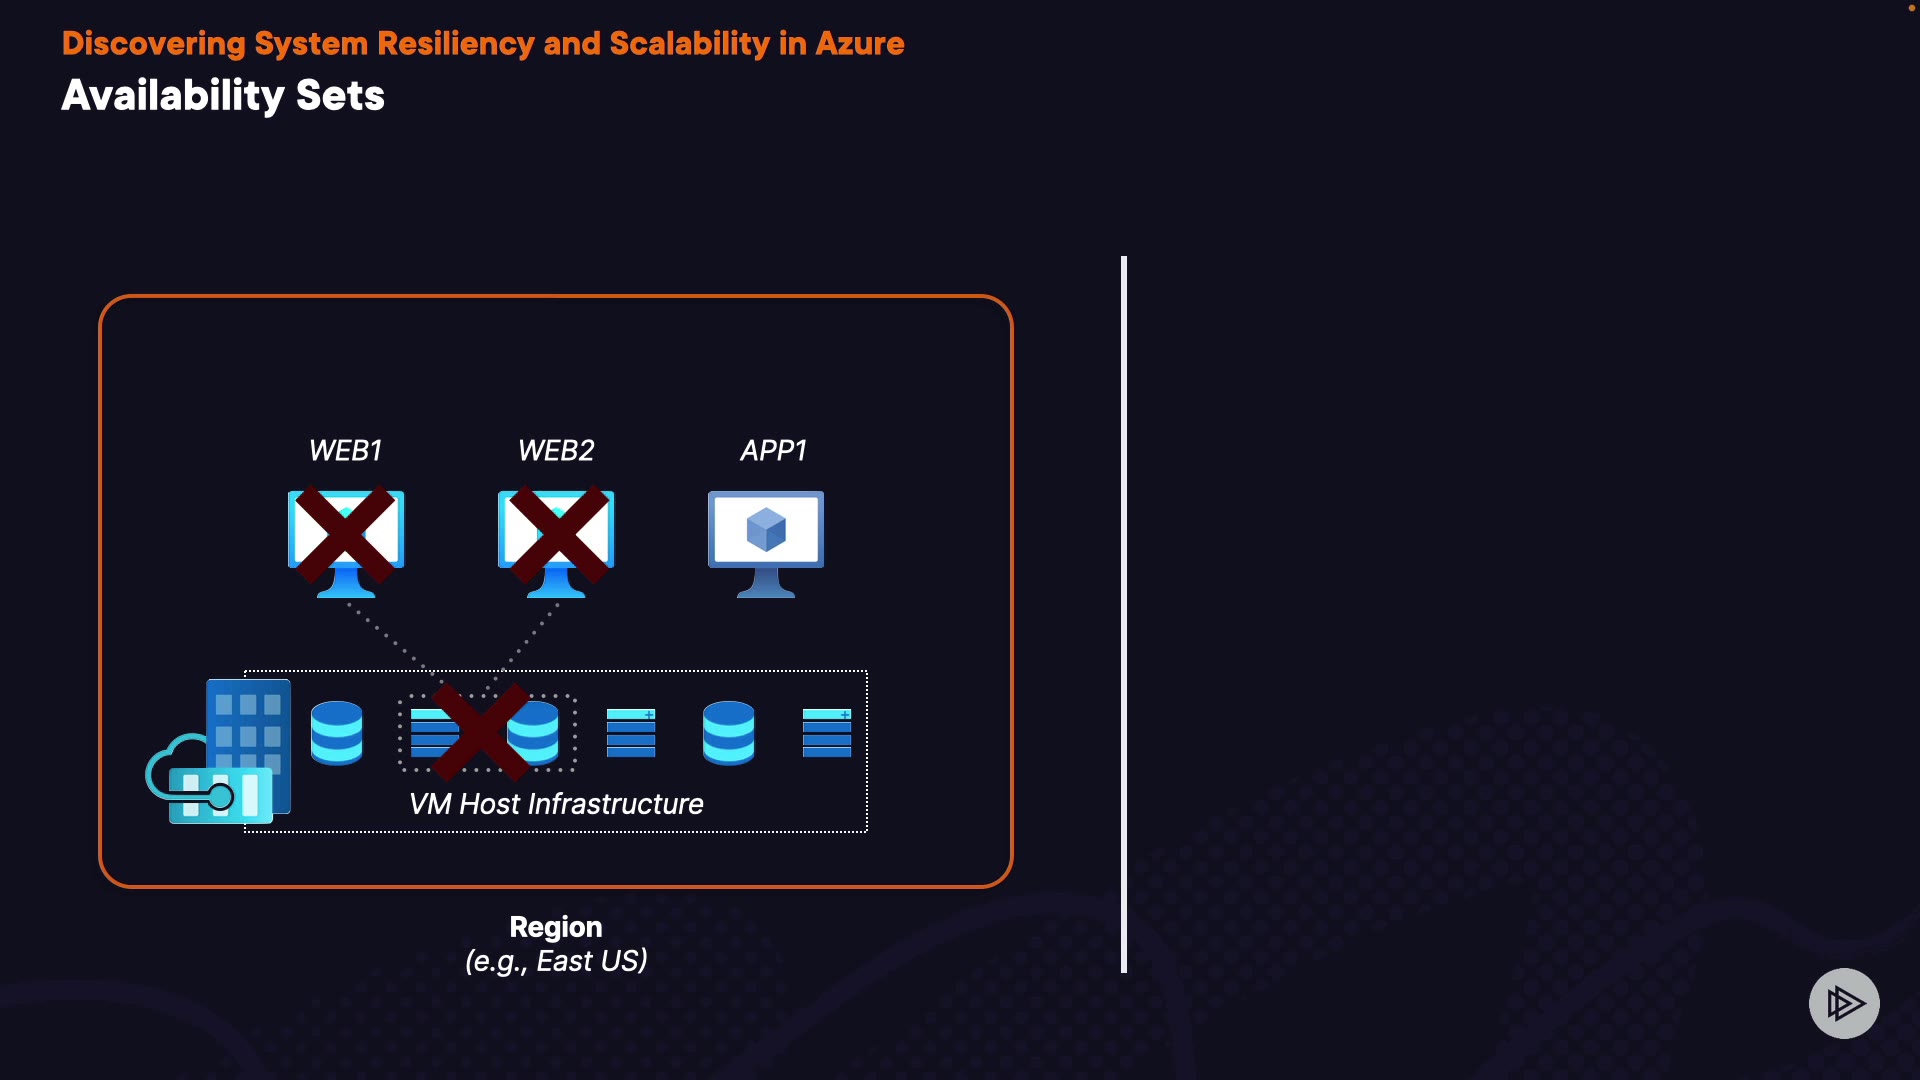 Discovering System Resiliency and Scalability in Azure
Availability Sets
WEB1
WEB2
APP1
VM Host Infrastructure
Region
(e.g., East US)